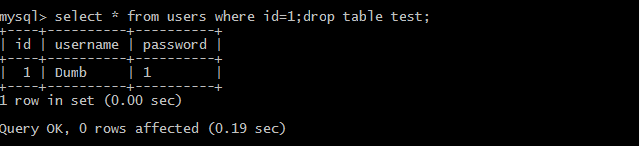 mysql> select * from users where id=1;drop table test;
+----+----------+----------+
| id | username | password |
+----+----------+----------+
|  1 | Dumb     | 1        |
+----+----------+----------+
1 row in set (0.00 sec)
Query OK, 0 rows affected (0.19 sec)